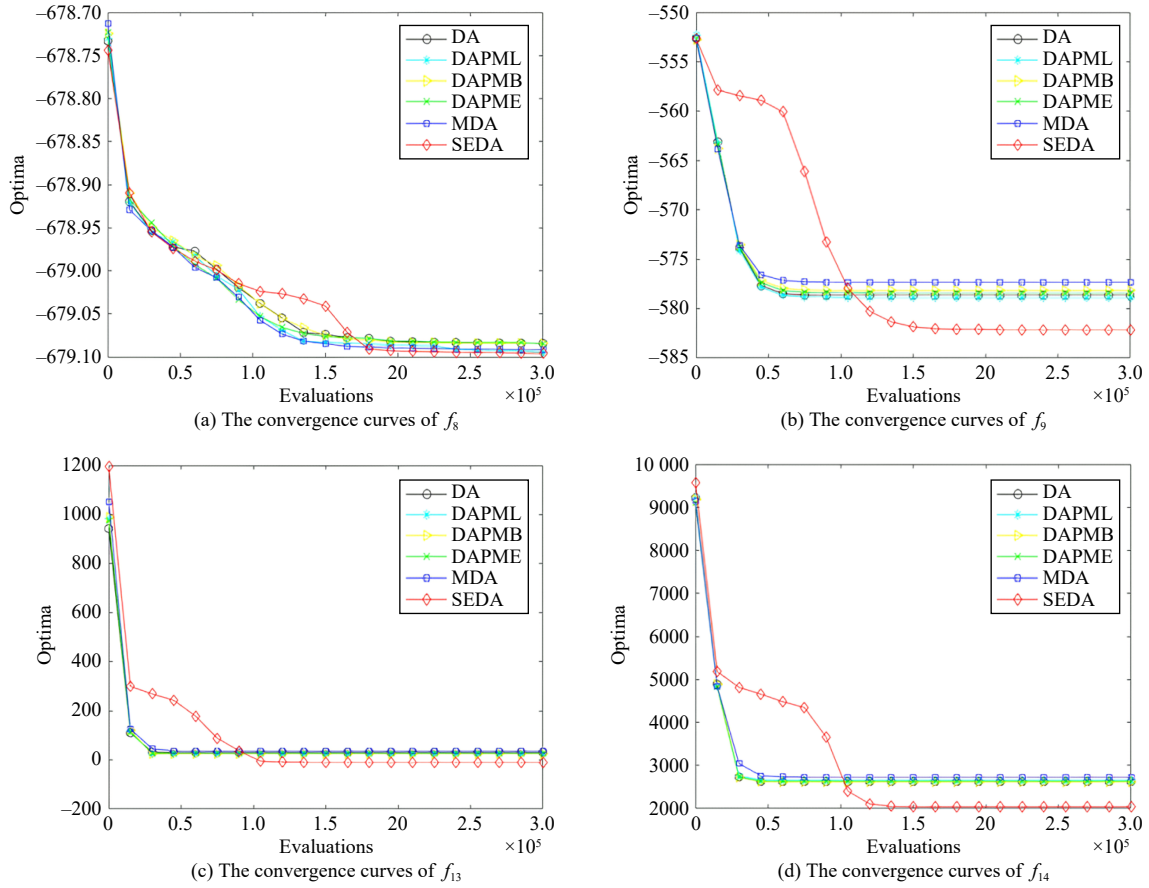 −678.70
−678.75
−678.80
−678.85
−678.90
−678.95
−679.00
−679.05
−679.10
Optima
DA
DAPML
DAPMB
DAPME
MDA
SEDA
0 0.5 1.0 1.5 2.0 2.5 3.0
Evaluations ×10⁵
(a) The convergence curves of f₈
−550
−555
−560
−565
−570
−575
−580
−585
Optima
DA
DAPML
DAPMB
DAPME
MDA
SEDA
0 0.5 1.0 1.5 2.0 2.5 3.0
Evaluations ×10⁵
(b) The convergence curves of f₉
1200
1000
800
600
400
200
0
−200
Optima
DA
DAPML
DAPMB
DAPME
MDA
SEDA
0 0.5 1.0 1.5 2.0 2.5 3.0
Evaluations ×10⁵
(c) The convergence curves of f₁₃
10 000
9000
8000
7000
6000
5000
4000
3000
2000
Optima
DA
DAPML
DAPMB
DAPME
MDA
SEDA
0 0.5 1.0 1.5 2.0 2.5 3.0
Evaluations ×10⁵
(d) The convergence curves of f₁₄